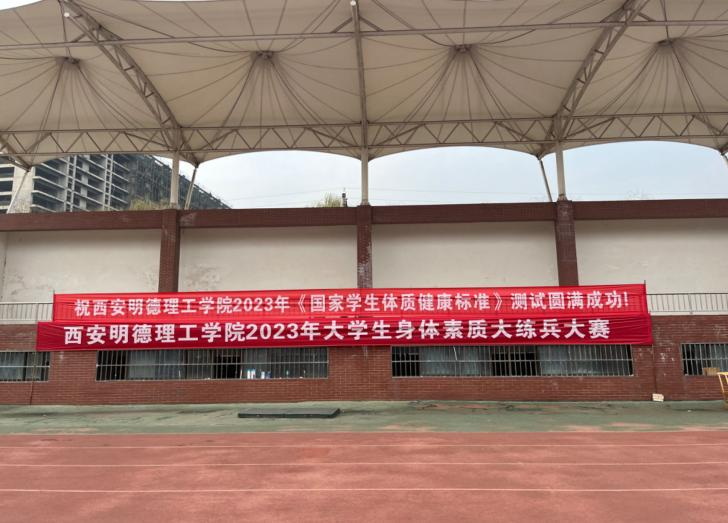 祝西安明德理工学院2023年《国家学生体质健康标准》测试圆满成功!
西安明德理工学院2023年大学生身体素质大练兵大赛